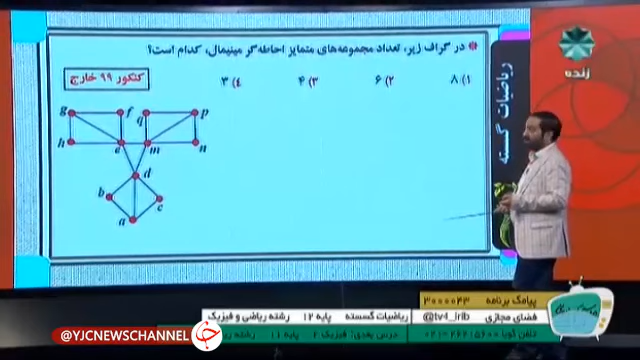 * در گراف زیر، تعداد مجموعه‌های متمایز احاطه‌گر مینیمال، کدام است؟
۱) ۸
۲) ۶
۳) ۴
٤) ۳
کنکور ۹۹ خارج
g f q p
h e m n
d
b c
a
ریاضیات گسسته
زنده
پیامک برنامه ۳۰۰۰۰۴۳
فضای مجازی @tv4_irib
ریاضیات گسسته پایه ۱۲ رشته ریاضی و فیزیک
@YJCNEWSCHANNEL